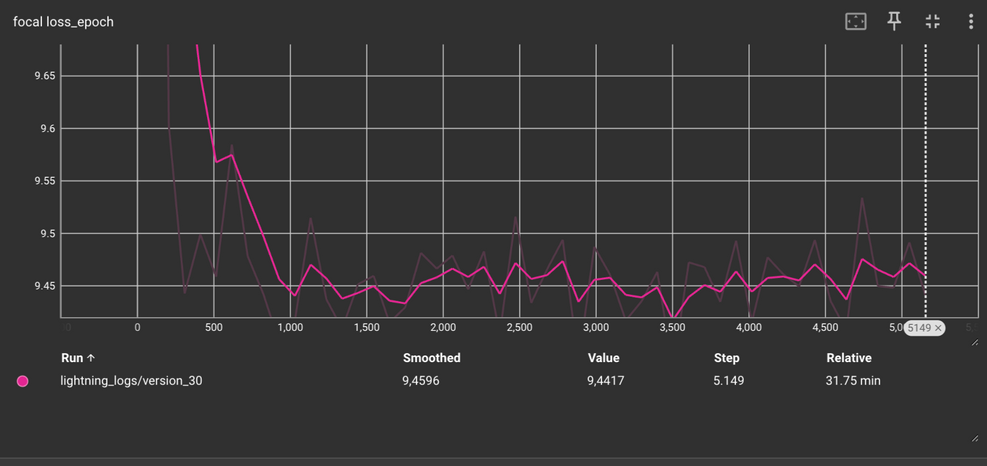 focal loss_epoch
9.65
9.6
9.55
9.5
9.45
0 0 500 1,000 1,500 2,000 2,500 3,000 3,500 4,000 4,500 5,0 5149 × 5.
Run ↑ Smoothed Value Step Relative
lightning_logs/version_30 9,4596 9,4417 5.149 31.75 min